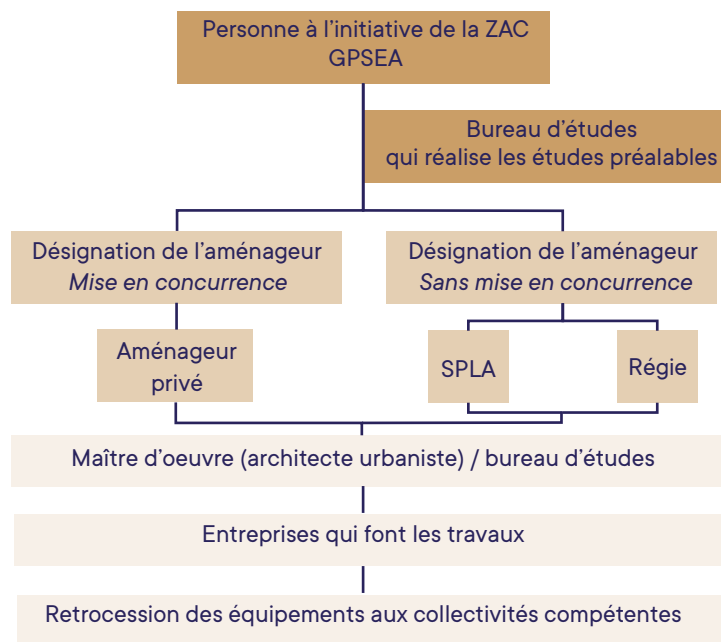 Personne à l'initiative de la ZAC
GPSEA
Bureau d'études
qui réalise les études préalables
Désignation de l'aménageur
Mise en concurrence
Désignation de l'aménageur
Sans mise en concurrence
Aménageur
privé
SPLA
Régie
Maître d'oeuvre (architecte urbaniste) / bureau d'études
Entreprises qui font les travaux
Retrocession des équipements aux collectivités compétentes